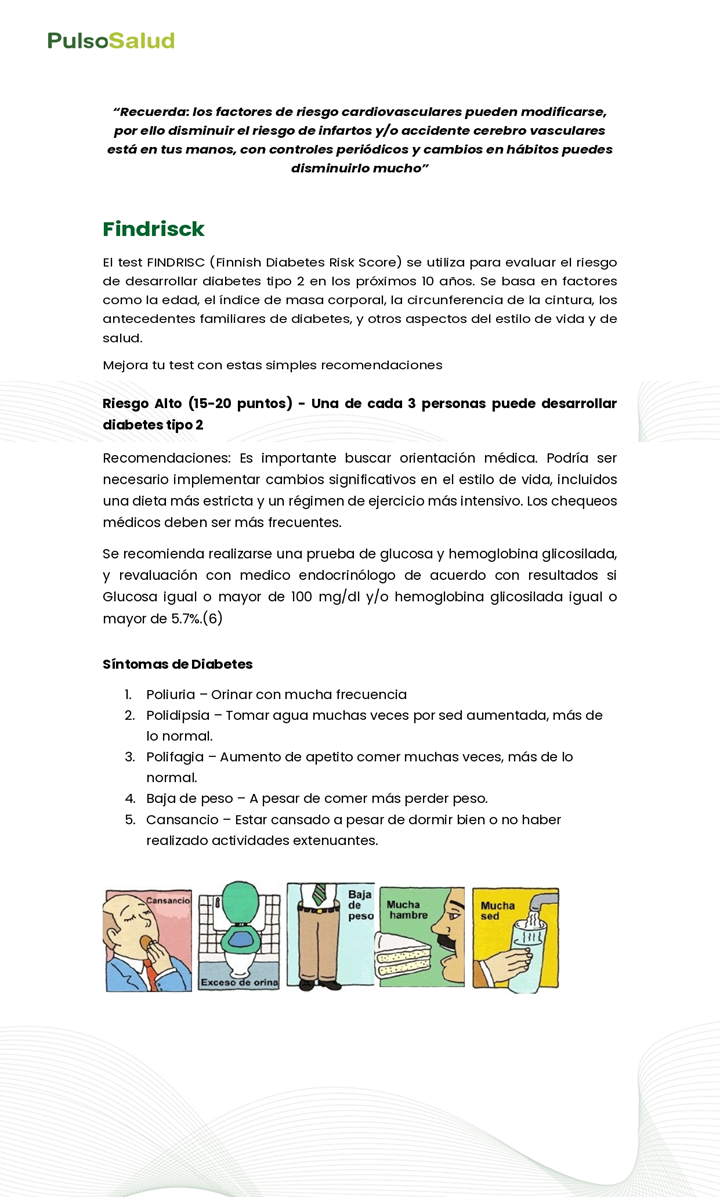 PulsoSalud
“Recuerda: los factores de riesgo cardiovasculares pueden modificarse,
por ello disminuir el riesgo de infartos y/o accidente cerebro vasculares
está en tus manos, con controles periódicos y cambios en hábitos puedes
disminuirlo mucho”
Findrisck
El test FINDRISC (Finnish Diabetes Risk Score) se utiliza para evaluar el riesgo
de desarrollar diabetes tipo 2 en los próximos 10 años. Se basa en factores
como la edad, el índice de masa corporal, la circunferencia de la cintura, los
antecedentes familiares de diabetes, y otros aspectos del estilo de vida y de
salud.
Mejora tu test con estas simples recomendaciones
Riesgo Alto (15-20 puntos) - Una de cada 3 personas puede desarrollar
diabetes tipo 2
Recomendaciones: Es importante buscar orientación médica. Podría ser
necesario implementar cambios significativos en el estilo de vida, incluidos
una dieta más estricta y un régimen de ejercicio más intensivo. Los chequeos
médicos deben ser más frecuentes.
Se recomienda realizarse una prueba de glucosa y hemoglobina glicosilada,
y revaluación con medico endocrinólogo de acuerdo con resultados si
Glucosa igual o mayor de 100 mg/dl y/o hemoglobina glicosilada igual o
mayor de 5.7%.(6)
Síntomas de Diabetes
1. Poliuria – Orinar con mucha frecuencia
2. Polidipsia – Tomar agua muchas veces por sed aumentada, más de
lo normal.
3. Polifagia – Aumento de apetito comer muchas veces, más de lo
normal.
4. Baja de peso – A pesar de comer más perder peso.
5. Cansancio – Estar cansado a pesar de dormir bien o no haber
realizado actividades extenuantes.
Cansancio
Exceso de orina
Baja
de
peso
Mucha
hambre
Mucha
sed